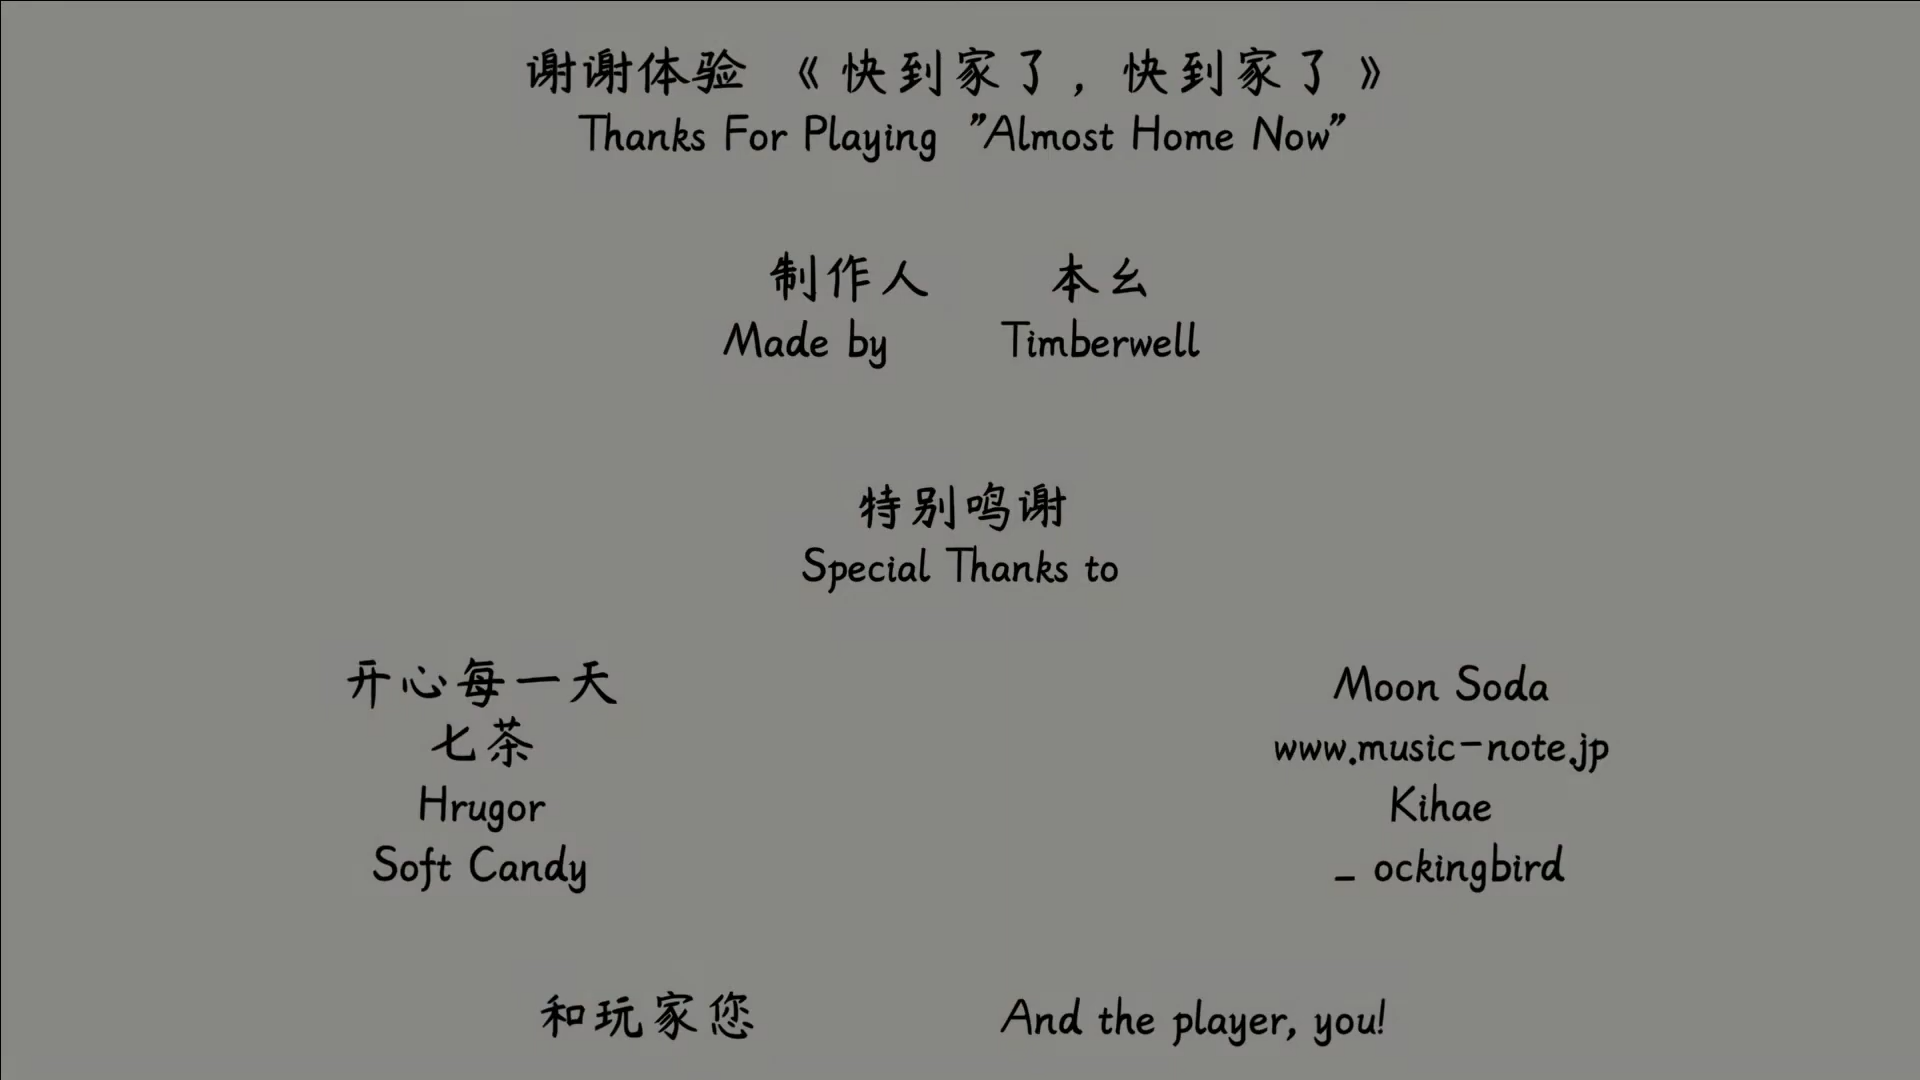 谢谢体验 《快到家了，快到家了》
Thanks For Playing "Almost Home Now"
制作人 本幺
Made by Timberwell
特别鸣谢
Special Thanks to
开心每一天
七茶
Hrugor
Soft Candy
Moon Soda
www.music-note.jp
Kihae
_ ockingbird
和玩家您 And the player, you!